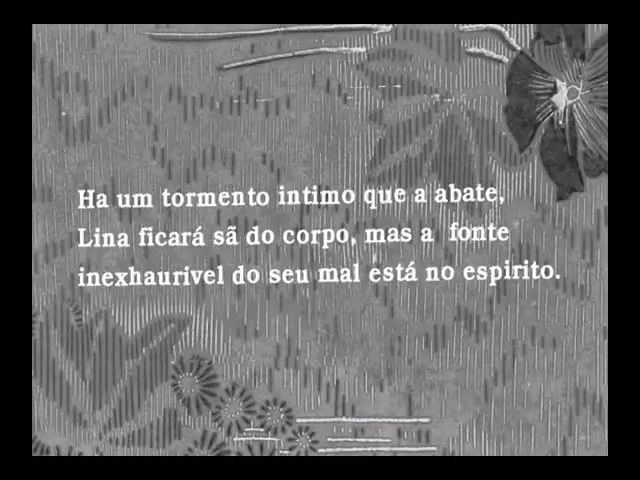 Ha um tormento intimo que a abate,
Lina ficará sã do corpo, mas a fonte
inexhaurivel do seu mal está no espirito.